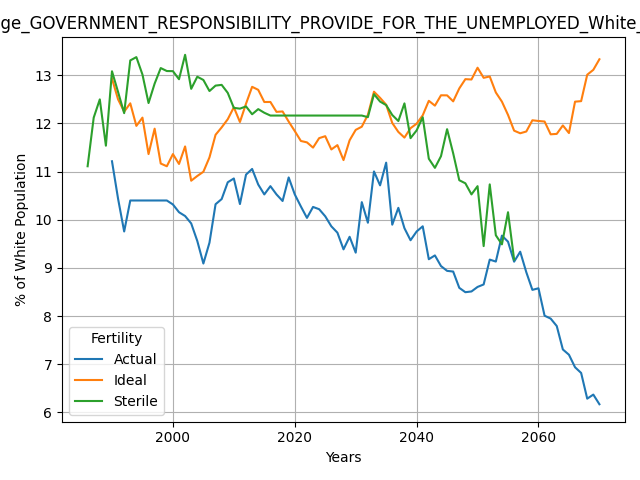 ge_GOVERNMENT_RESPONSIBILITY_PROVIDE_FOR_THE_UNEMPLOYED_White_
% of White Population
13
12
11
10
9
8
7
6
Fertility
Actual
Ideal
Sterile
2000
2020
2040
2060
Years